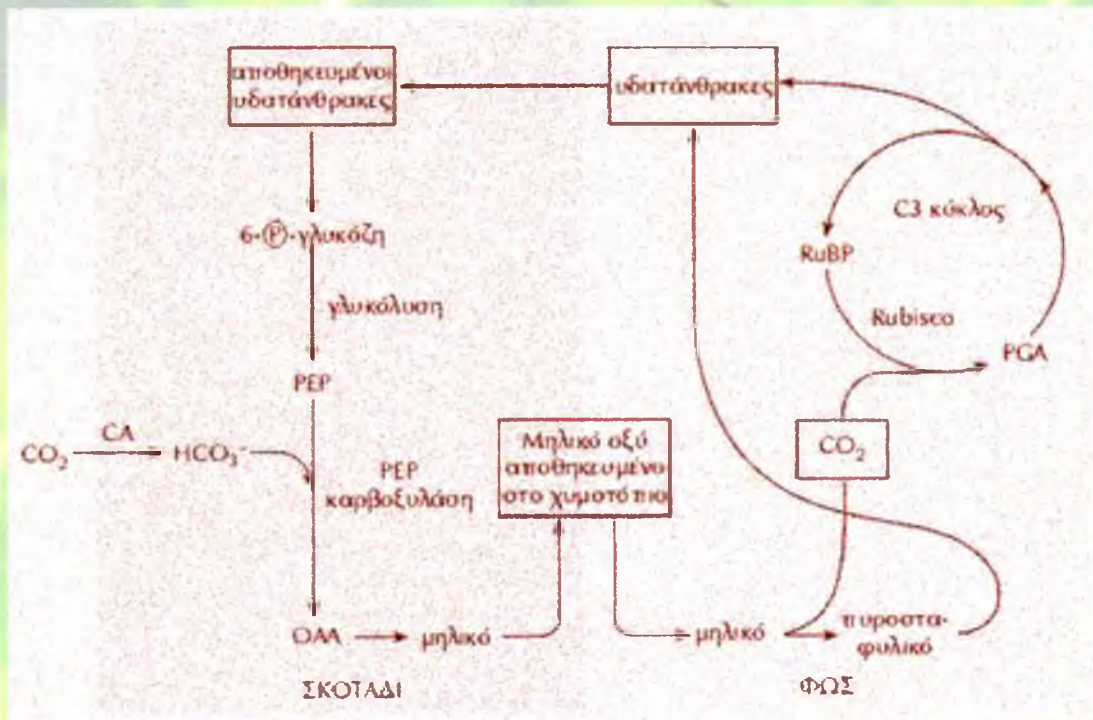 αποθηκευμένοι
υδατάνθρακες
υδατάνθρακες
6-Ⓟ-γλυκόζη
C3 κύκλος
RuBP
γλυκόλυση
Rubisco
PGA
PEP
CO₂
CA
HCO₃⁻
PEP
καρβοξυλάση
Μηλικό οξύ
αποθηκευμένο
στο χυμοτόπιο
CO₂
OAA
μηλικό
μηλικό
πυροστα-
φυλικό
ΣΚΟΤΑΔΙ
ΦΩΣ